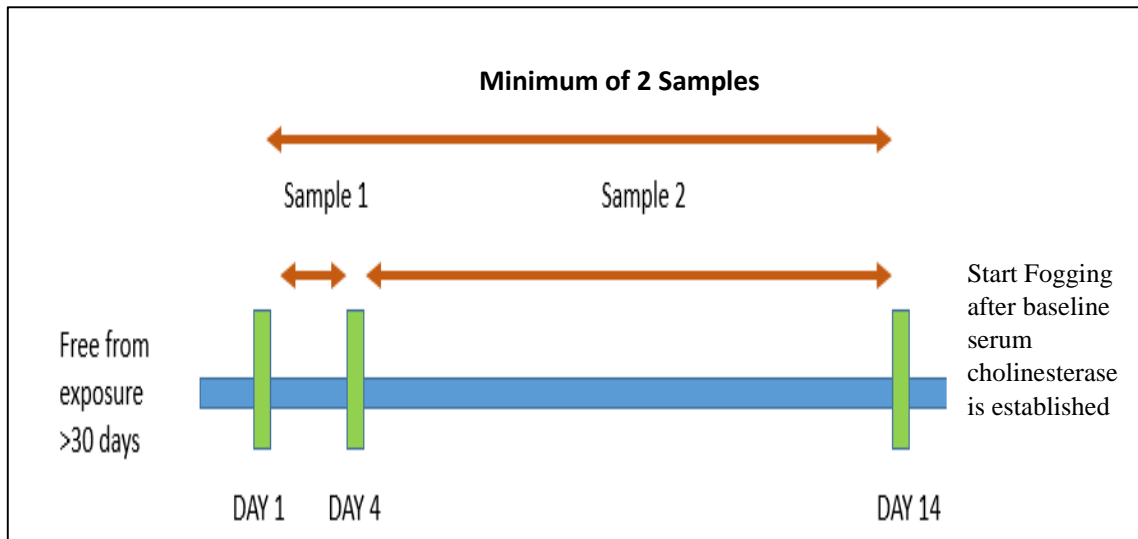 Minimum of 2 Samples
Sample 1
Sample 2
Free from
exposure
>30 days
Start Fogging
after baseline
serum
cholinesterase
is established
DAY 1
DAY 4
DAY 14